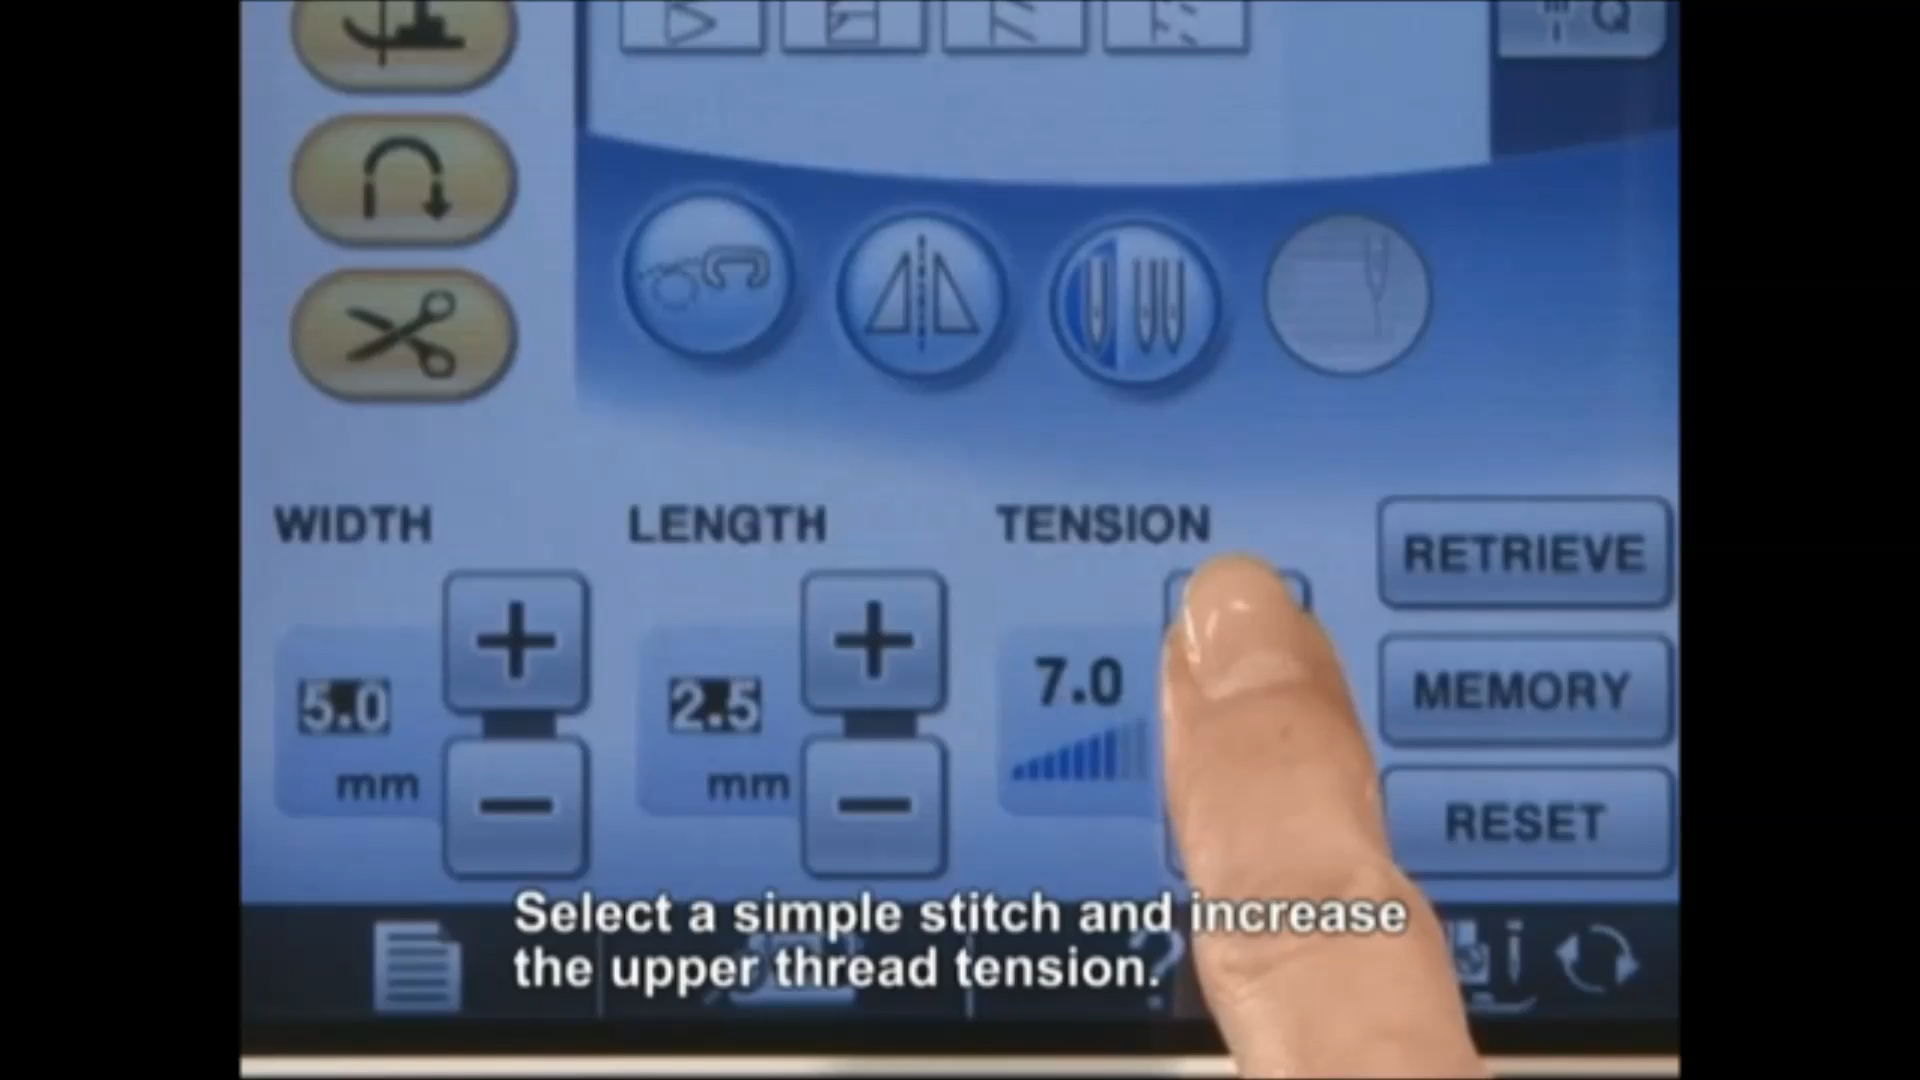 Q
WIDTH
LENGTH
TENSION
RETRIEVE
5.0
mm
2.5
mm
7.0
MEMORY
RESET
Select a simple stitch and increase
the upper thread tension.
?